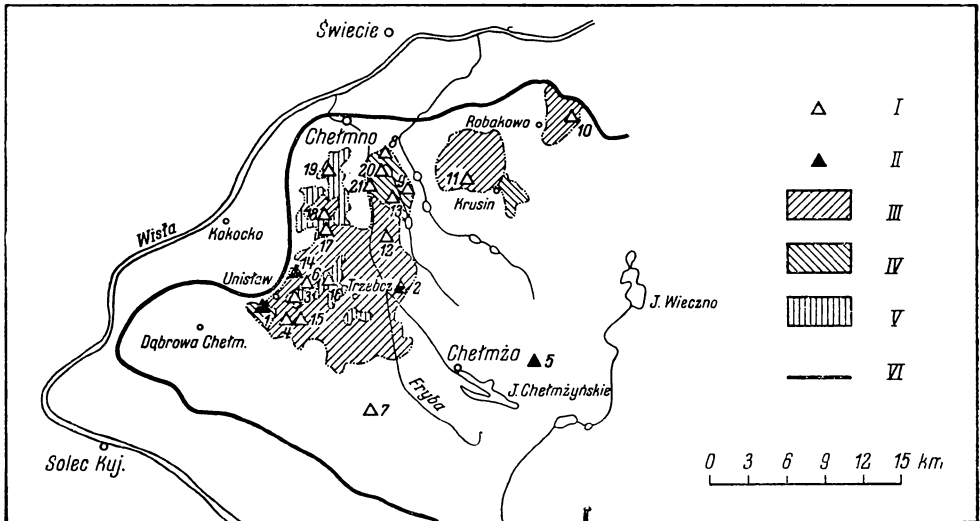 Świecie
Chełmno
Robakowo
10
8
19
20
21
9
11
13
Krusin
18
17
12
Wisła
Kokocko
14
Unisław
6
16
Trzebcz
2
3
1
4
15
Dąbrowa Chełm.
J. Wieczno
Chełmża
5
J. Chełmżyńskie
Fryba
7
Solec Kuj.
I
II
III
IV
V
VI
0 3 6 9 12 15 km